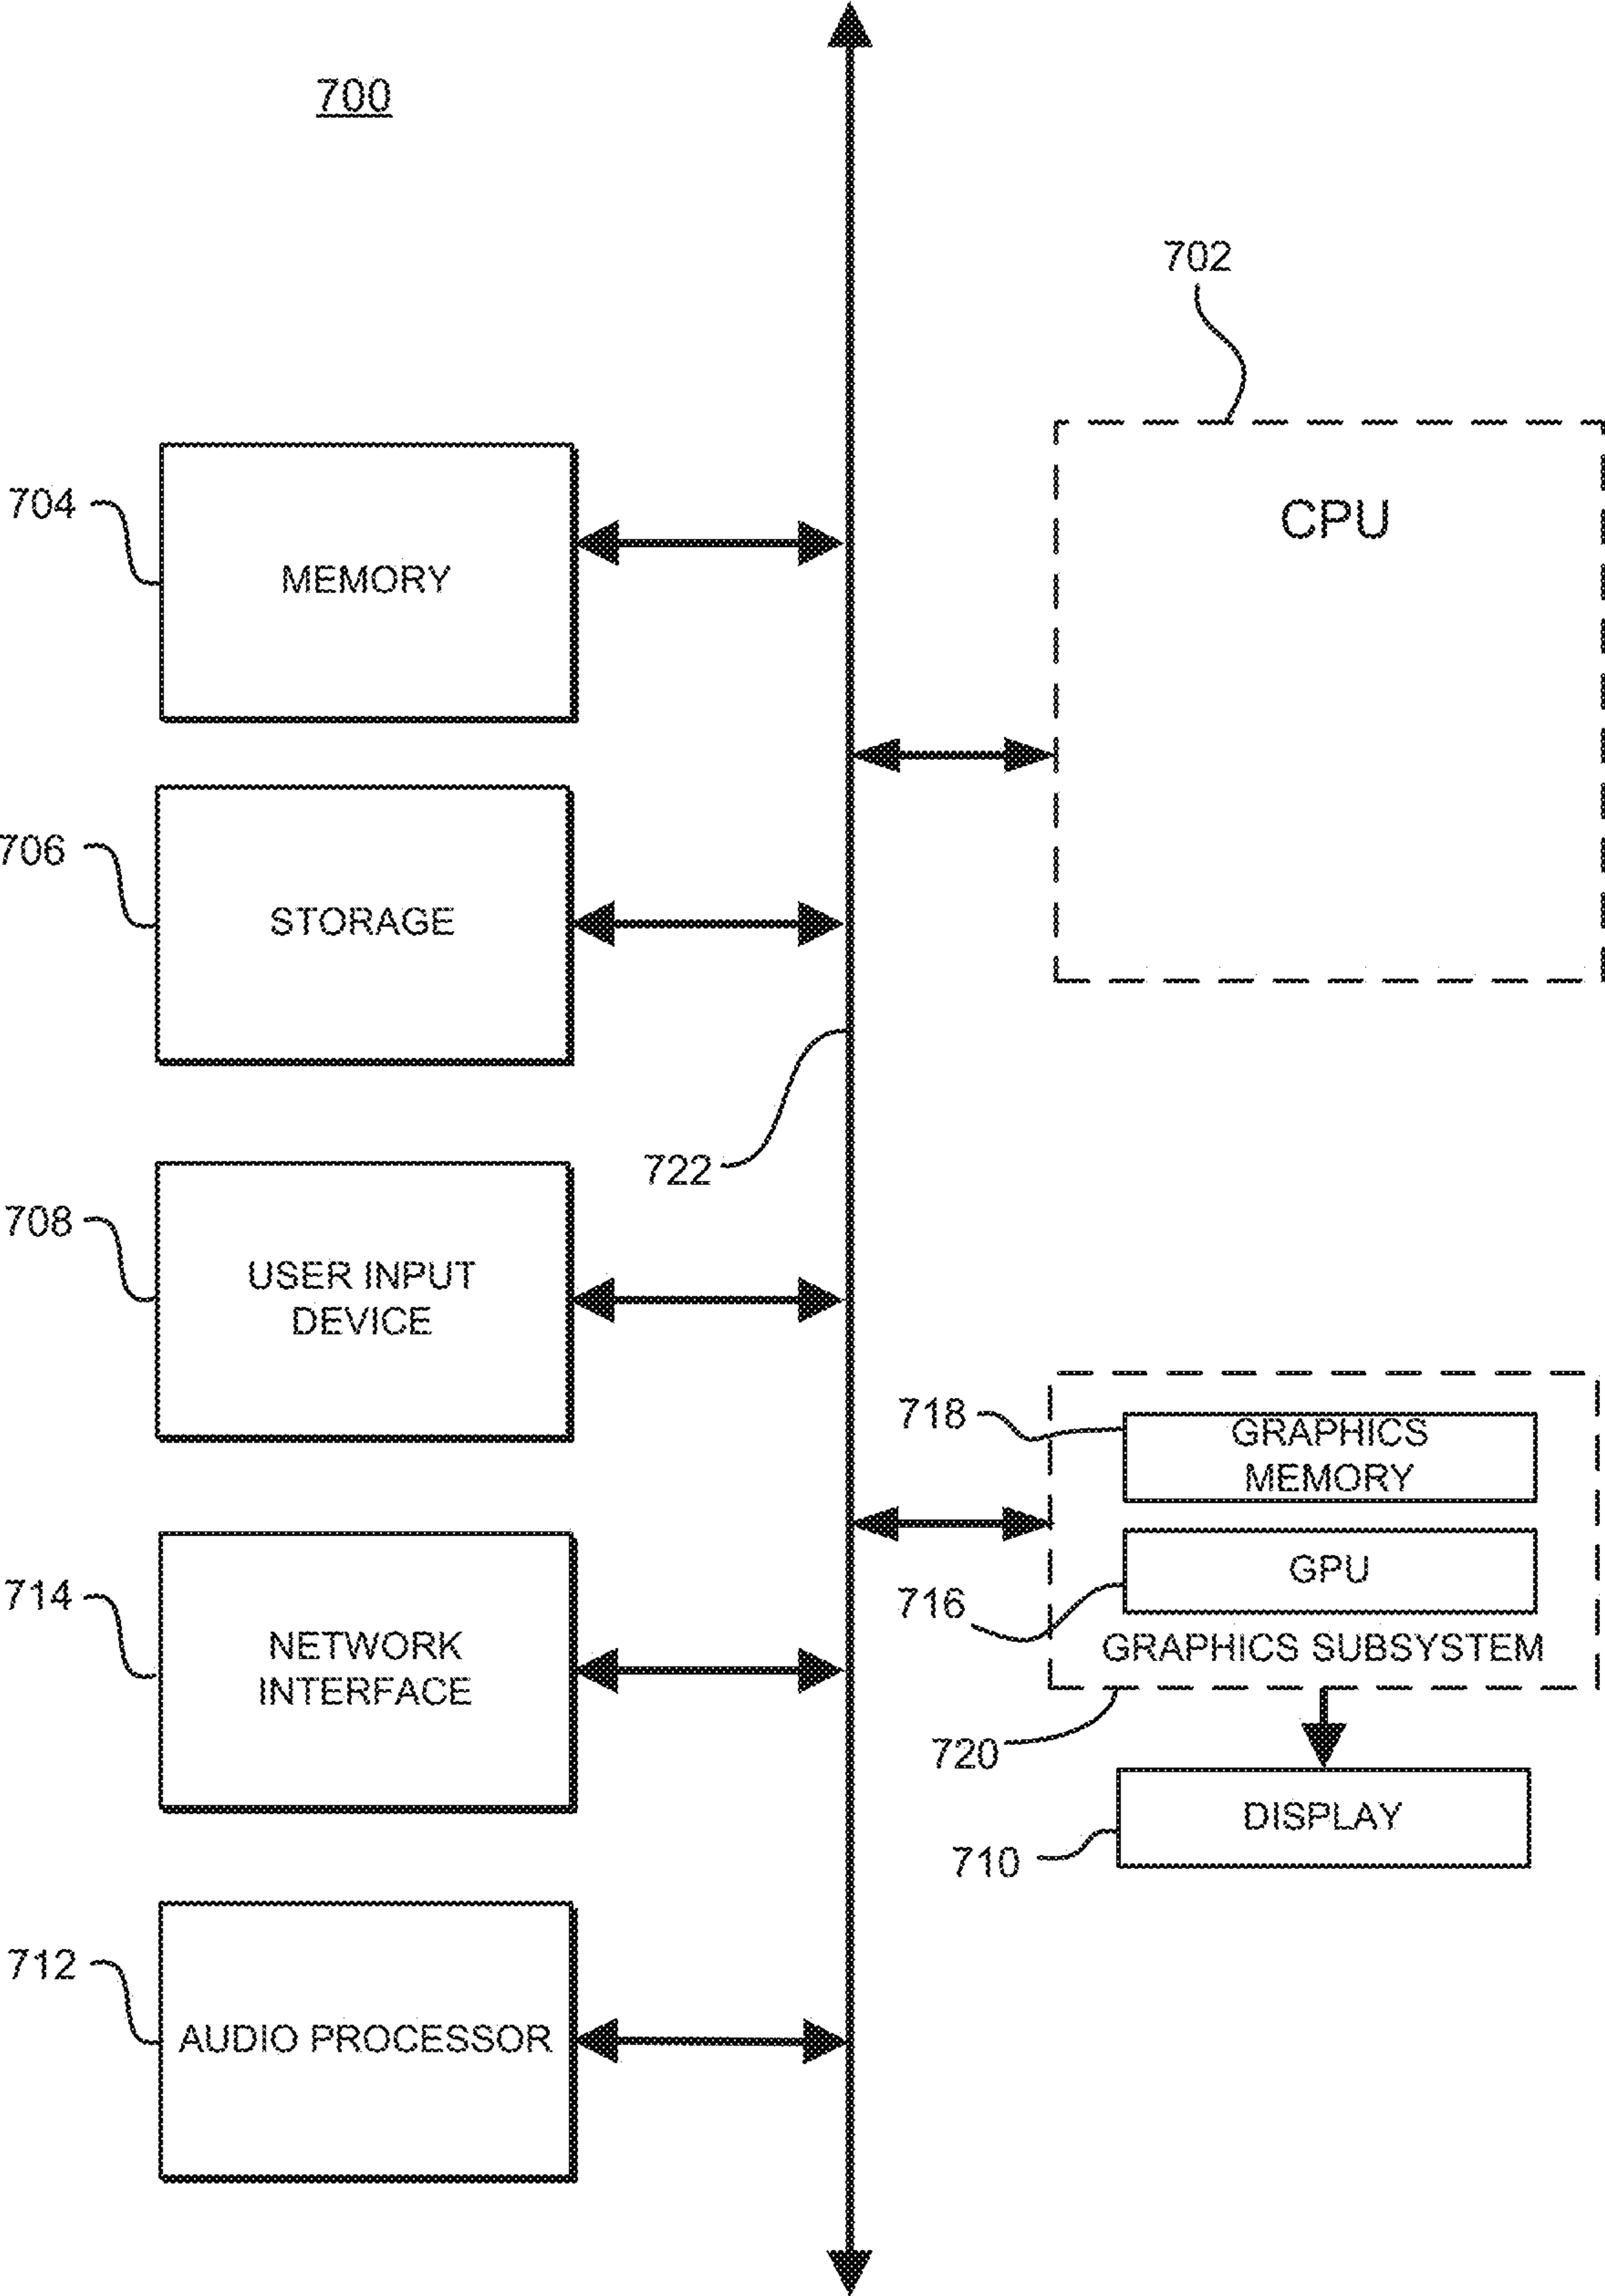 700
702
704
MEMORY
CPU
706
STORAGE
722
708
USER INPUT
DEVICE
718
GRAPHICS
MEMORY
716
GPU
GRAPHICS SUBSYSTEM
714
NETWORK
INTERFACE
720
710
DISPLAY
712
AUDIO PROCESSOR